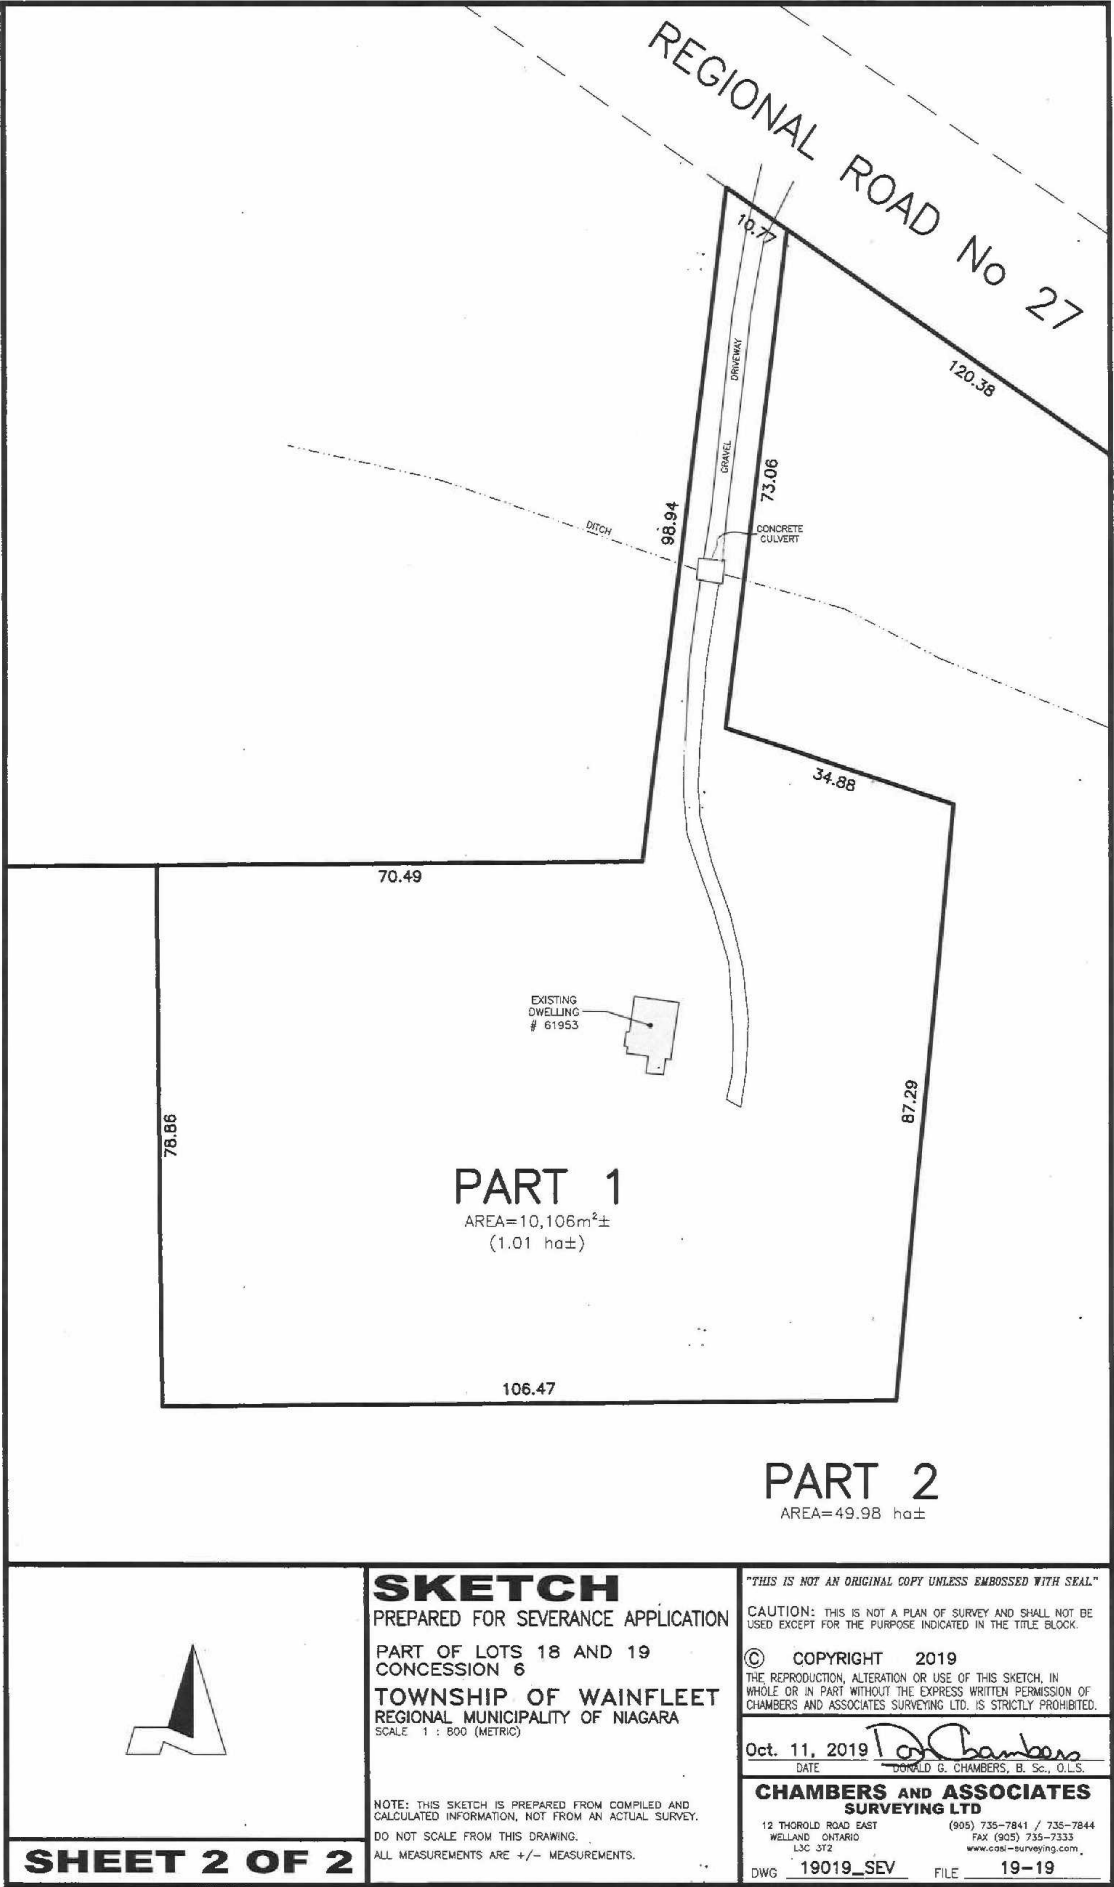 REGIONAL ROAD No 27
10.77
120.38
GRAVEL DRIVEWAY
73.06
98.94
DITCH
CONCRETE
CULVERT
34.88
70.49
EXISTING
DWELLING
# 61953
78.86
87.29
PART 1
AREA=10,106m²±
(1.01 ha±)
106.47
PART 2
AREA=49.98 ha±
SHEET 2 OF 2
SKETCH
PREPARED FOR SEVERANCE APPLICATION
PART OF LOTS 18 AND 19
CONCESSION 6
TOWNSHIP OF WAINFLEET
REGIONAL MUNICIPALITY OF NIAGARA
SCALE 1 : 800 (METRIC)
NOTE: THIS SKETCH IS PREPARED FROM COMPILED AND
CALCULATED INFORMATION, NOT FROM AN ACTUAL SURVEY.
DO NOT SCALE FROM THIS DRAWING.
ALL MEASUREMENTS ARE +/- MEASUREMENTS.
"THIS IS NOT AN ORIGINAL COPY UNLESS EMBOSSED WITH SEAL"
CAUTION: THIS IS NOT A PLAN OF SURVEY AND SHALL NOT BE
USED EXCEPT FOR THE PURPOSE INDICATED IN THE TITLE BLOCK.
© COPYRIGHT 2019
THE REPRODUCTION, ALTERATION OR USE OF THIS SKETCH, IN
WHOLE OR IN PART WITHOUT THE EXPRESS WRITTEN PERMISSION OF
CHAMBERS AND ASSOCIATES SURVEYING LTD. IS STRICTLY PROHIBITED.
Oct. 11, 2019 D G Chambers
DATE DONALD G. CHAMBERS, B. Sc., O.L.S.
CHAMBERS AND ASSOCIATES
SURVEYING LTD
12 THOROLD ROAD EAST (905) 735-7841 / 735-7844
WELLAND ONTARIO FAX (905) 735-7333
L3C 3T2 www.casi-surveying.com
DWG 19019_SEV FILE 19-19